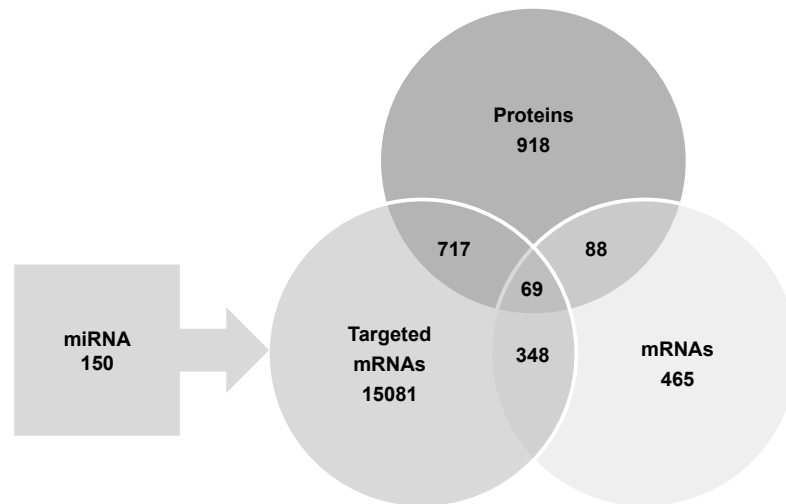 Proteins
918
717
88
69
miRNA
150
Targeted
mRNAs
15081
348
mRNAs
465